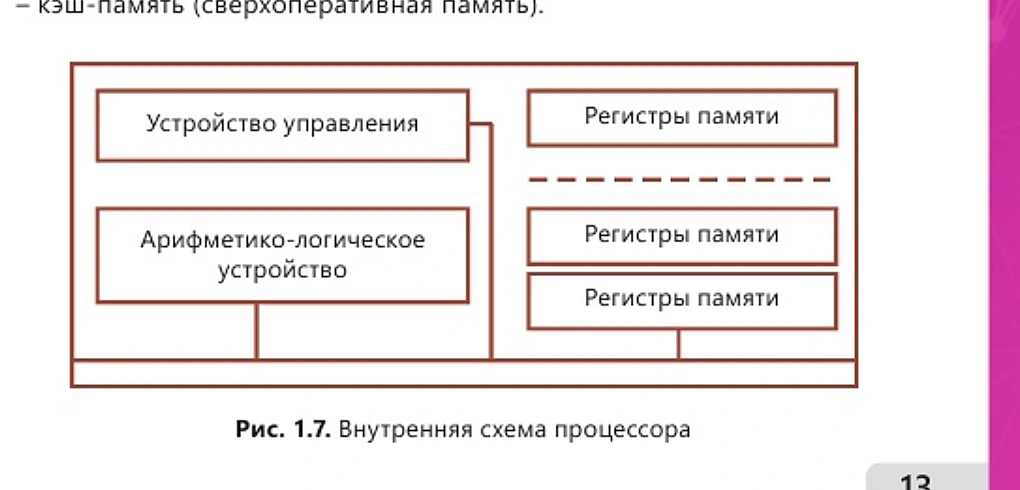 – кэш-память (сверхоперативная память).
Устройство управления
Регистры памяти
Арифметико-логическое
устройство
Регистры памяти
Регистры памяти
Рис. 1.7. Внутренняя схема процессора
13